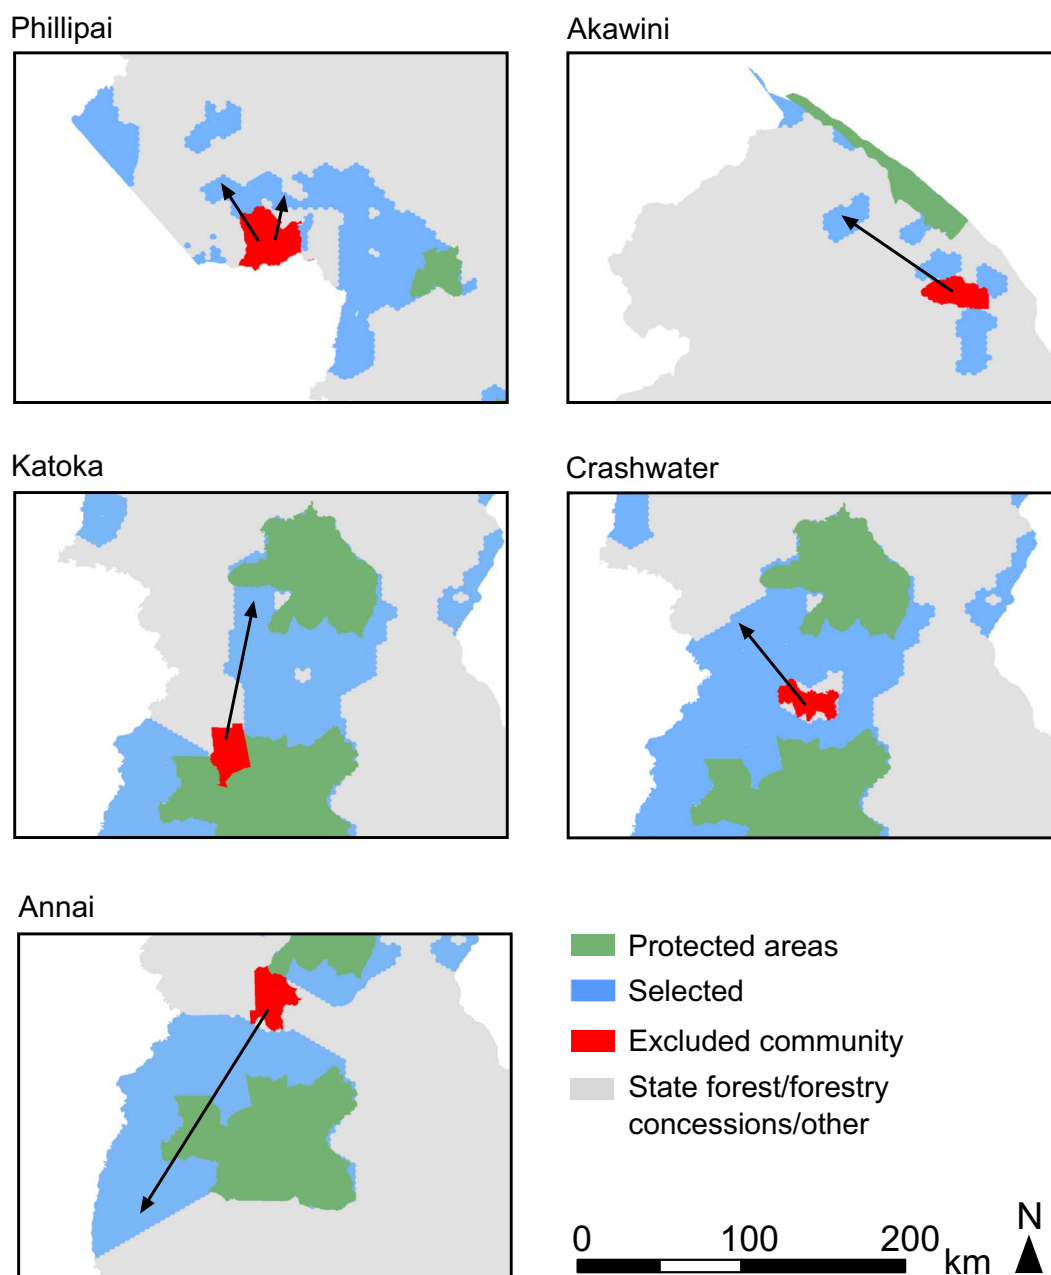 Phillipai
Akawini
Katoka
Crashwater
Annai
Protected areas
Selected
Excluded community
State forest/forestry
concessions/other
0 100 200 km
N